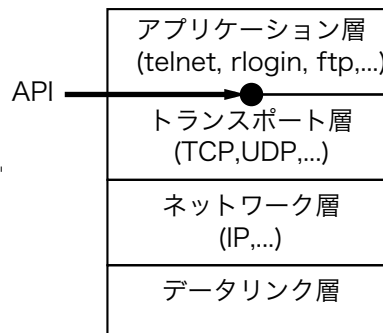 アプリケーション層
(telnet, rlogin, ftp,...)
API
トランスポート層
(TCP,UDP,...)
ネットワーク層
(IP,...)
データリンク層